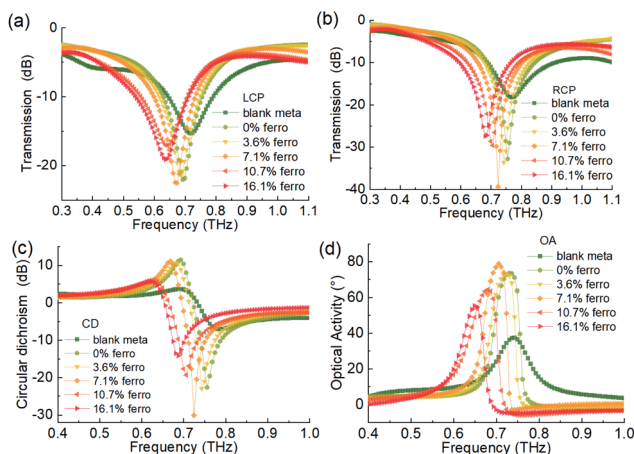 (a)
Transmission (dB)
-5
-10
-15
-20
LCP
blank meta
0% ferro
3.6% ferro
7.1% ferro
10.7% ferro
16.1% ferro
0.3 0.4 0.5 0.6 0.7 0.8 0.9 1.0 1.1
Frequency (THz)
(b)
Transmission (dB)
0
-10
-20
-30
-40
RCP
blank meta
0% ferro
3.6% ferro
7.1% ferro
10.7% ferro
16.1% ferro
0.3 0.4 0.5 0.6 0.7 0.8 0.9 1.0 1.1
Frequency (THz)
(c)
Circular dichroism (dB)
10
0
-10
-20
-30
CD
blank meta
0% ferro
3.6% ferro
7.1% ferro
10.7% ferro
16.1% ferro
0.4 0.5 0.6 0.7 0.8 0.9 1.0
Frequency (THz)
(d)
Optical Activity (°)
80
60
40
20
0
OA
blank meta
0% ferro
3.6% ferro
7.1% ferro
10.7% ferro
16.1% ferro
0.4 0.5 0.6 0.7 0.8 0.9 1.0
Frequency (THz)